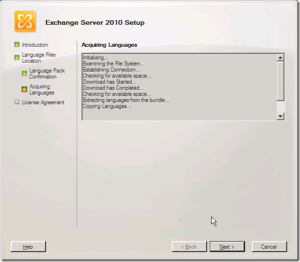 Exchange Server 2010 Setup
Introduction
Language Files
Location
Language Pack
Confirmation
Acquiring
Languages
License Agreement
Acquiring Languages
Initializing...
Examining the File System...
Establishing Connection...
Checking for available space...
Download has Started...
Download has Completed...
Checking for available space...
Extracting languages from the bundle...
Copying Languages...
Help
< Back
Next >
Cancel